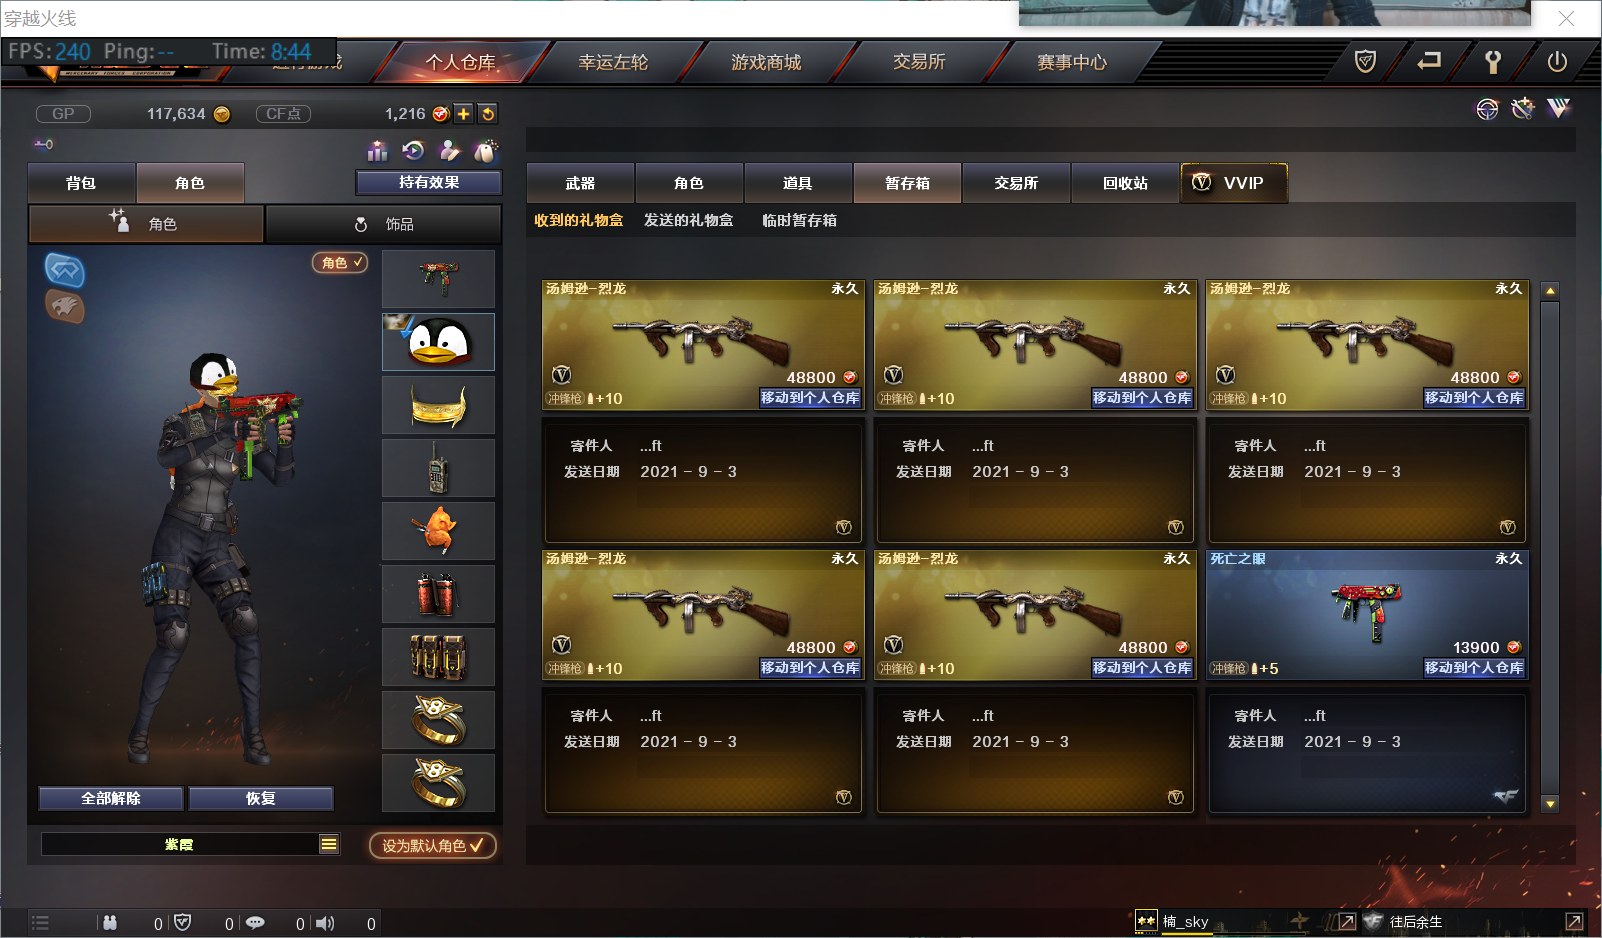 穿越火线
FPS: 240 Ping: -- Time: 8:44
个人仓库 幸运左轮 游戏商城 交易所 赛事中心
GP 117,634 CF点 1,216
背包 角色 持有效果
武器 角色 道具 暂存箱 交易所 回收站 VVIP
角色 饰品
收到的礼物盒 发送的礼物盒 临时暂存箱
角色
汤姆逊-烈龙 永久
48800
冲锋枪 +10 移动到个人仓库
寄件人 ...ft
发送日期 2021 - 9 - 3
汤姆逊-烈龙 永久
48800
冲锋枪 +10 移动到个人仓库
寄件人 ...ft
发送日期 2021 - 9 - 3
汤姆逊-烈龙 永久
48800
冲锋枪 +10 移动到个人仓库
寄件人 ...ft
发送日期 2021 - 9 - 3
汤姆逊-烈龙 永久
48800
冲锋枪 +10 移动到个人仓库
寄件人 ...ft
发送日期 2021 - 9 - 3
汤姆逊-烈龙 永久
48800
冲锋枪 +10 移动到个人仓库
寄件人 ...ft
发送日期 2021 - 9 - 3
死亡之眼 永久
13900
冲锋枪 +5 移动到个人仓库
寄件人 ...ft
发送日期 2021 - 9 - 3
全部解除 恢复
紫霞 设为默认角色
0 0 0 0
楠_sky 往后余生